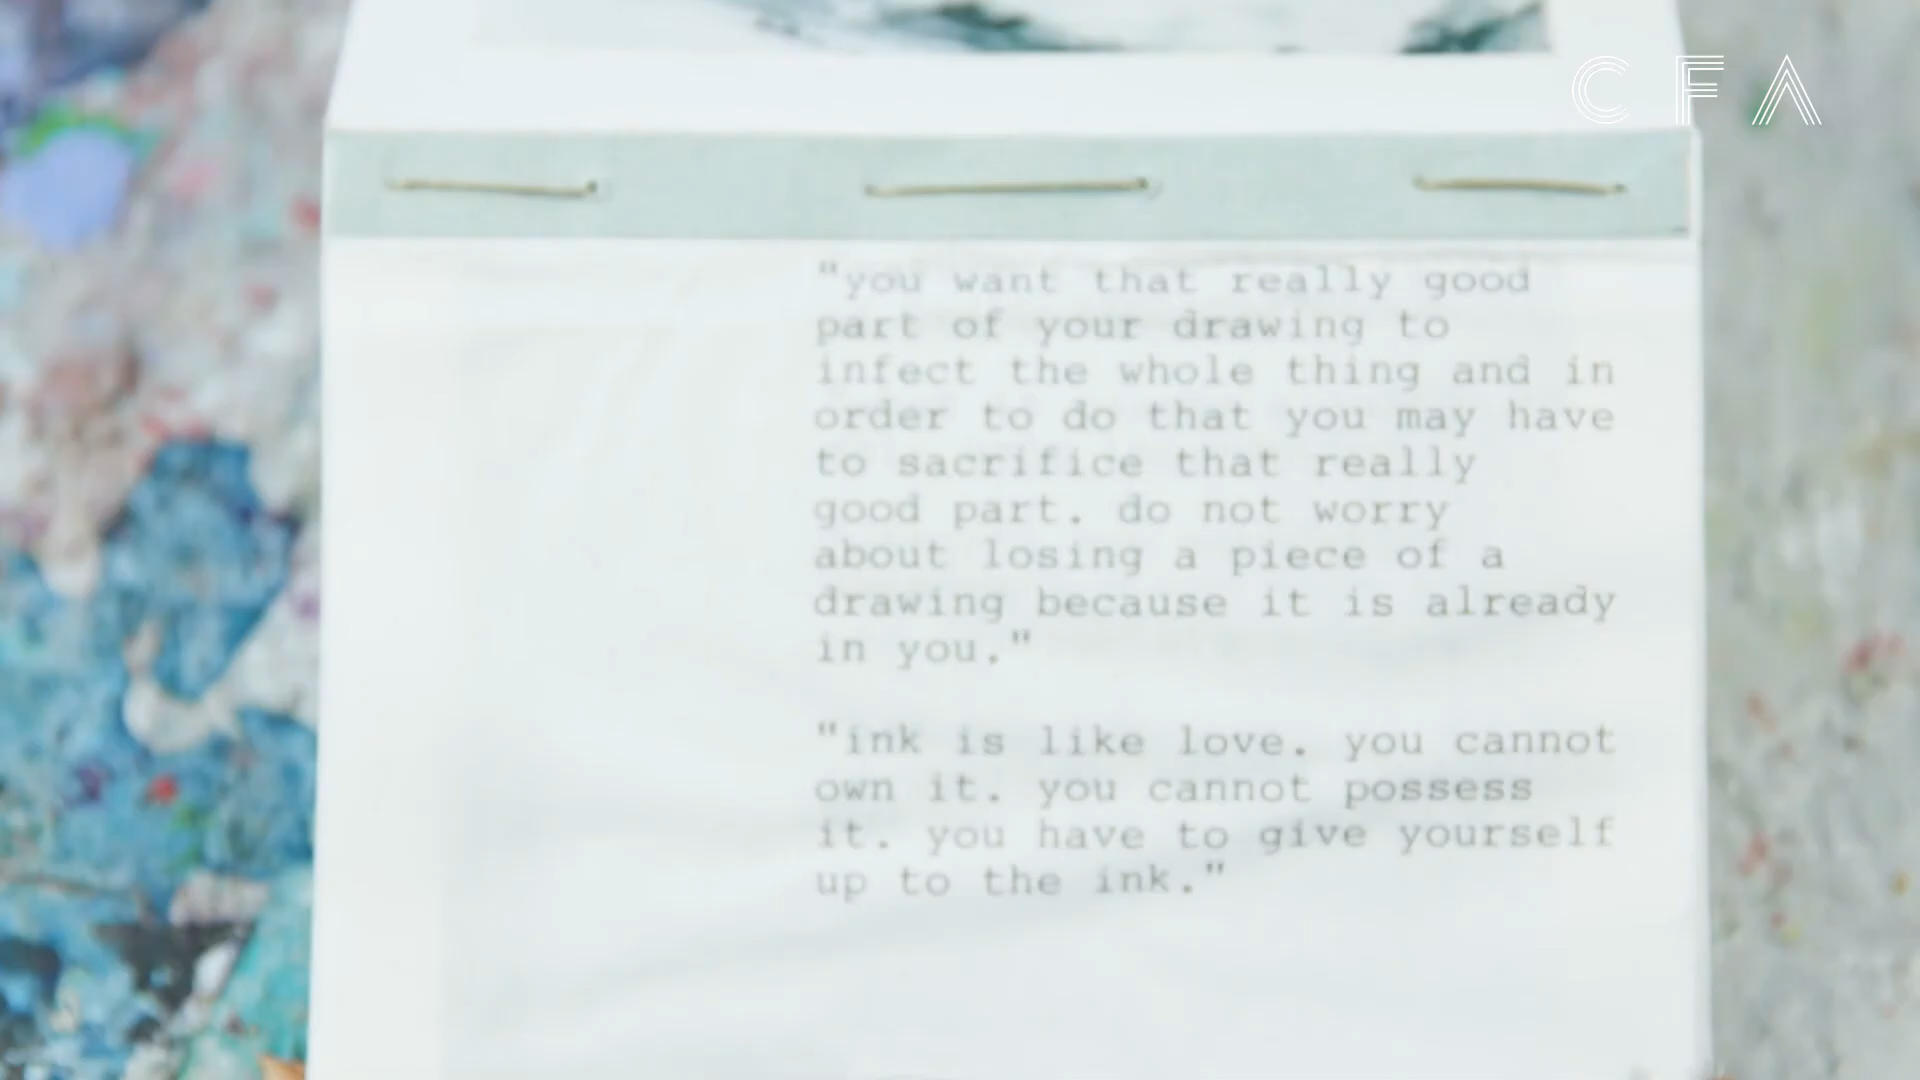 CFA
"you want that really good
part of your drawing to
infect the whole thing and in
order to do that you may have
to sacrifice that really
good part. do not worry
about losing a piece of a
drawing because it is already
in you."
"ink is like love. you cannot
own it. you cannot possess
it. you have to give yourself
up to the ink."